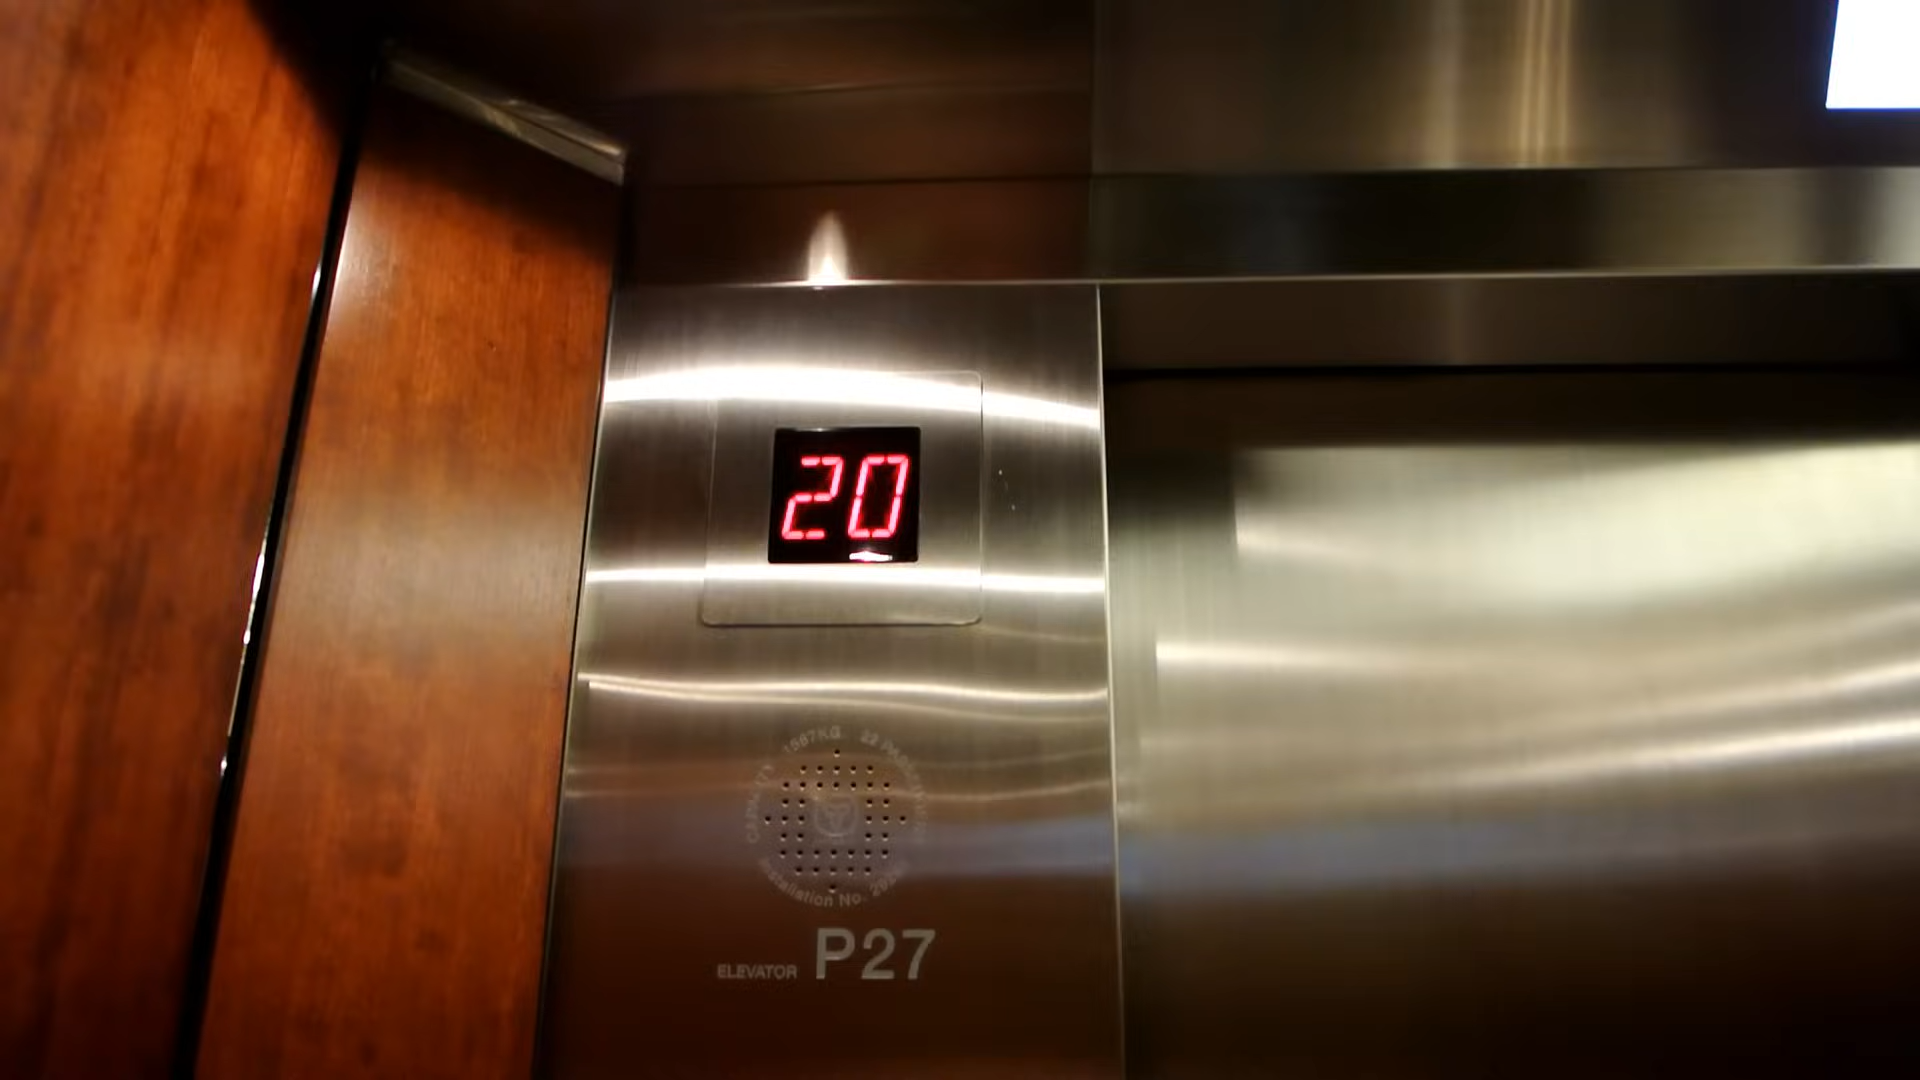 20
CAPACITY 1587KG. 22 PASSENGERS
Installation No.
ELEVATOR P27